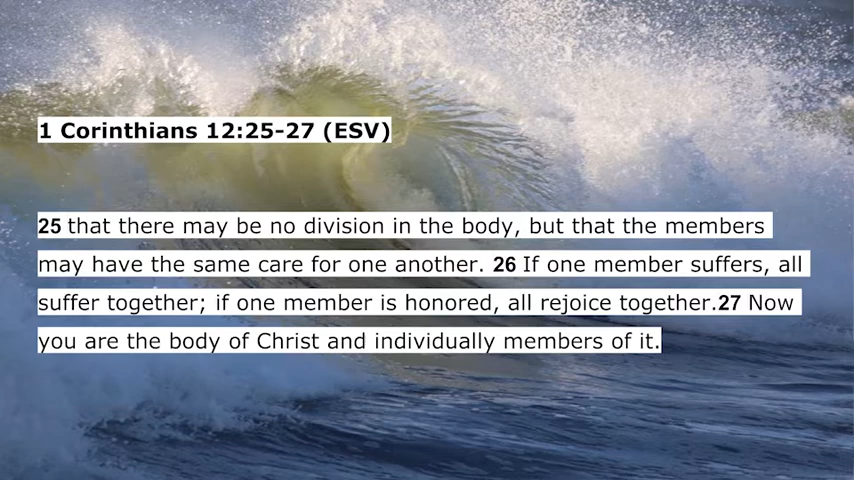 1 Corinthians 12:25-27 (ESV)
25 that there may be no division in the body, but that the members
may have the same care for one another. 26 If one member suffers, all
suffer together; if one member is honored, all rejoice together.27 Now
you are the body of Christ and individually members of it.